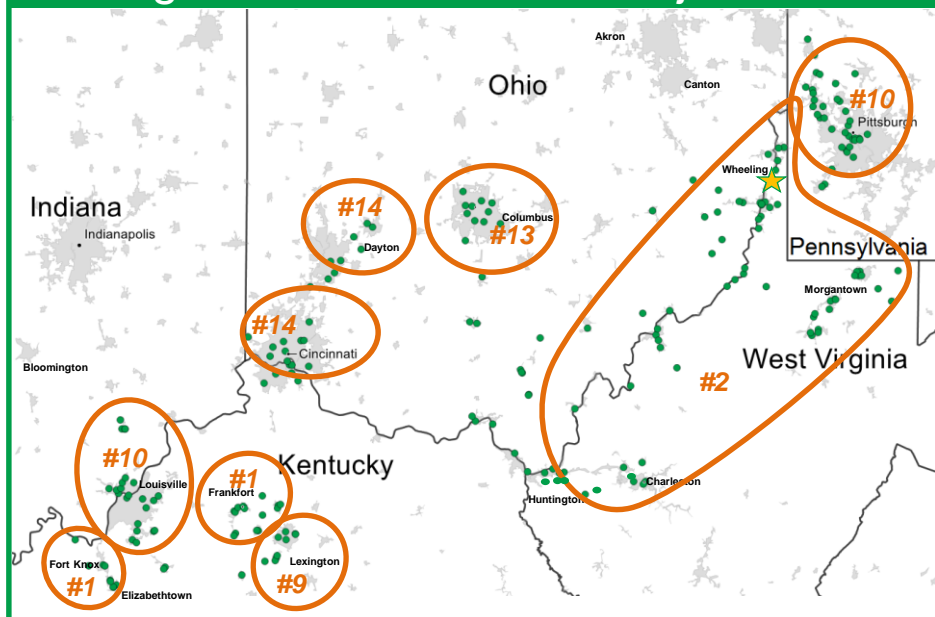 Akron
Ohio
Canton
#10
Pittsburgh
Wheeling
Indiana
Indianapolis
#14
Dayton
Columbus
#13
Pennsylvania
Morgantown
#14
Cincinnati
Bloomington
West Virginia
#2
#10
Louisville
Kentucky
#1
Frankfort
Charleston
Huntington
Fort Knox
#1
Elizabethtown
Lexington
#9